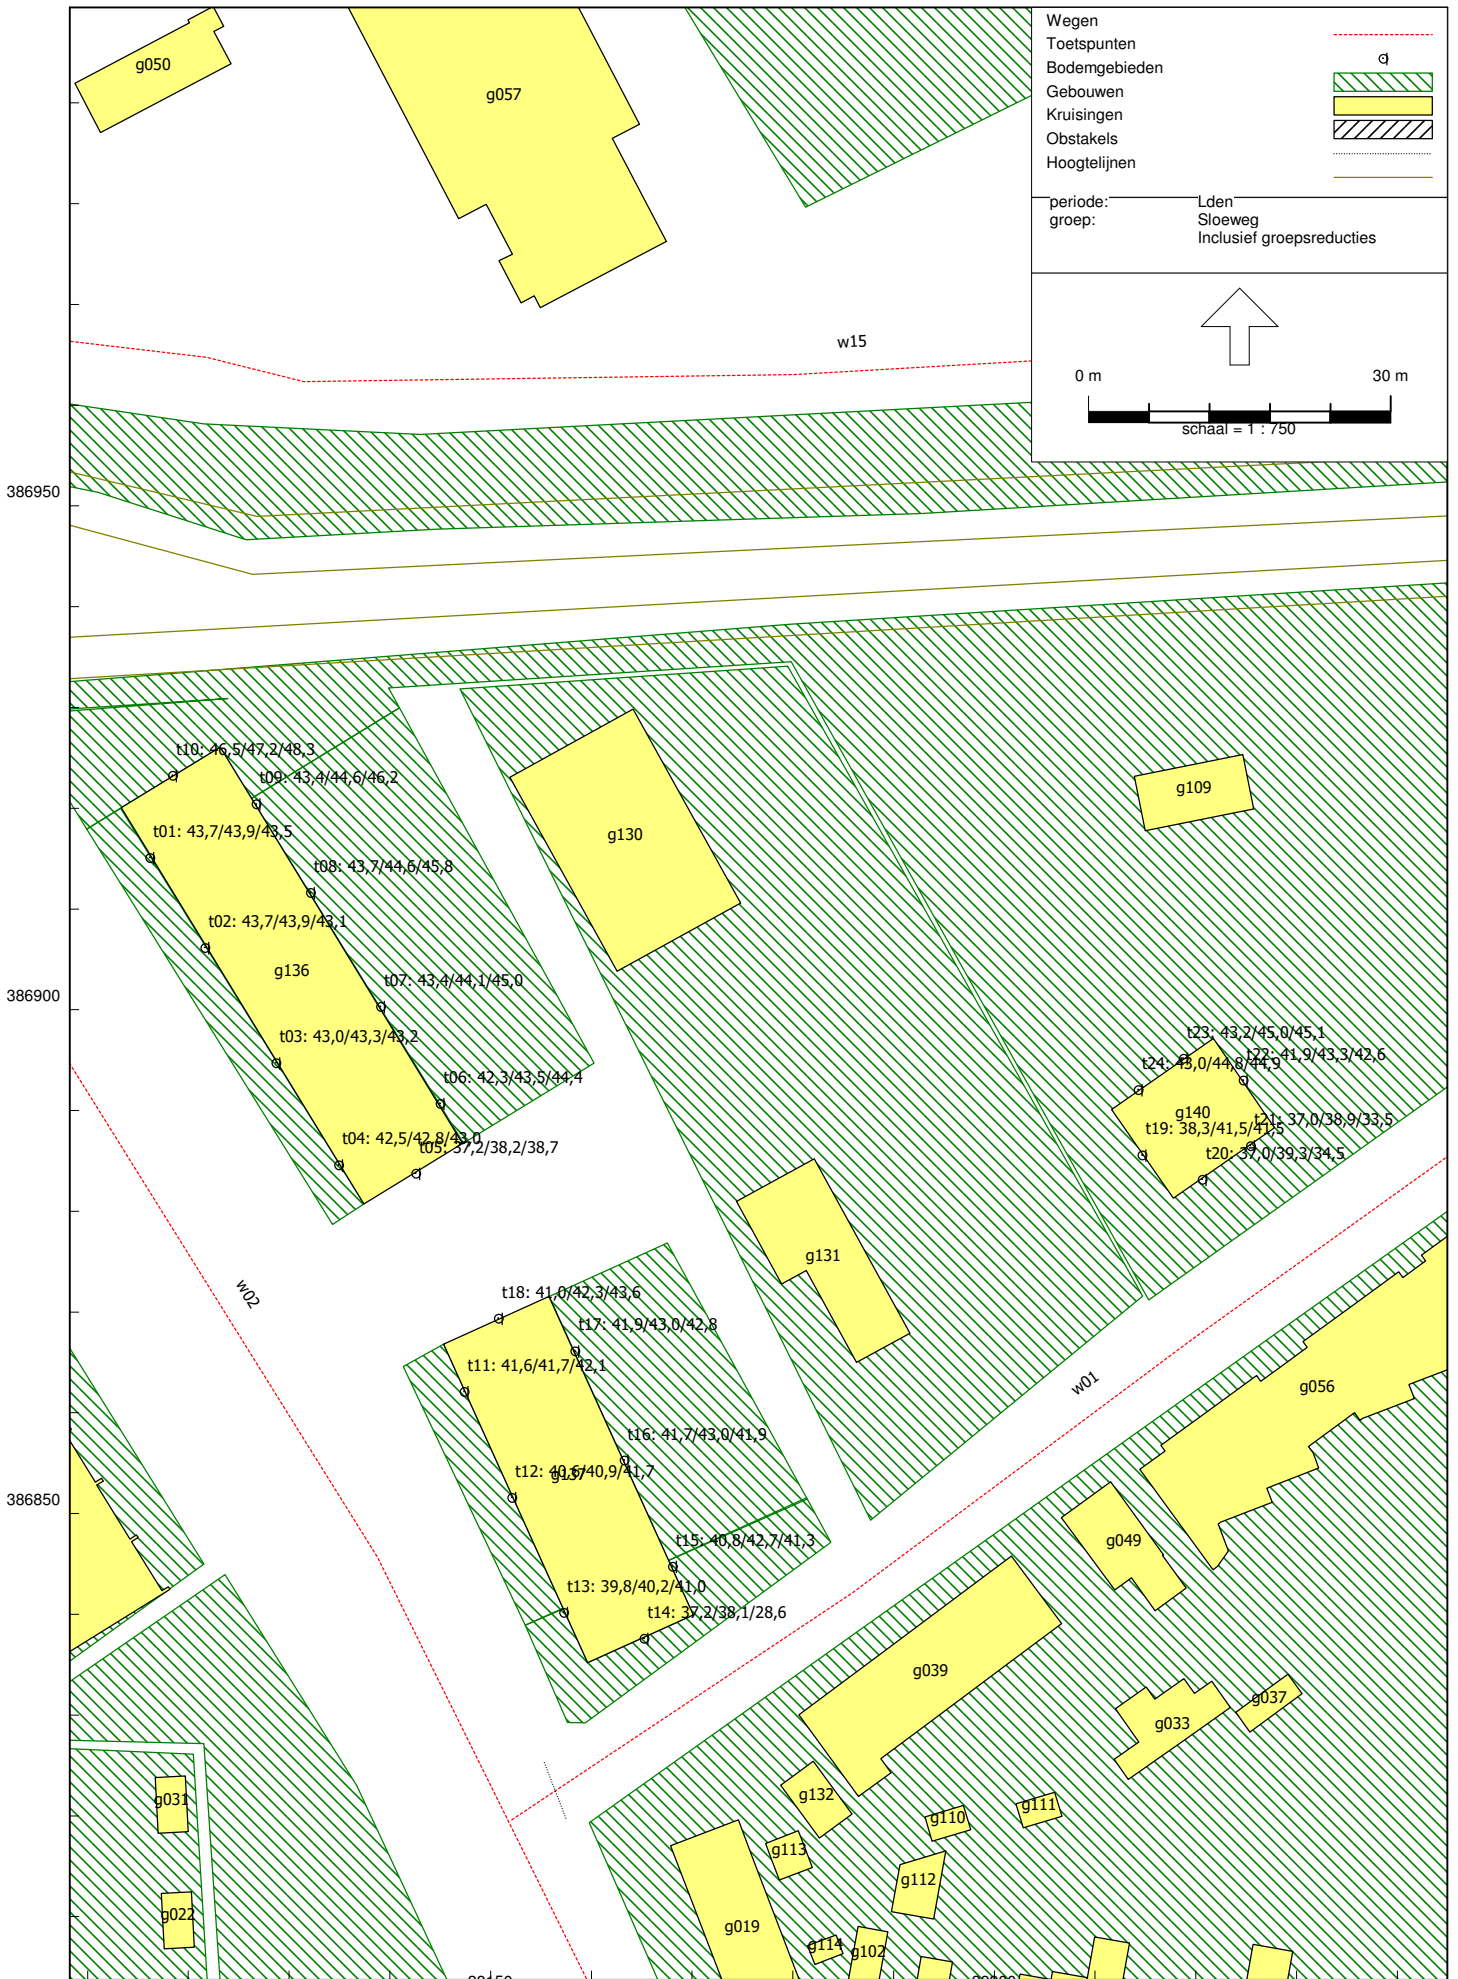 Wegen
Toetspunten
Bodemgebieden
Gebouwen
Kruisingen
Obstakels
Hoogtelijnen
periode: Lden
groep: Sloeweg
Inclusief groepsreducties
0 m 30 m
schaal = 1 : 750
g050
g057
w15
386950
t10: 46,5/47,2/48,3
t09: 43,4/44,6/46,2
g109
t01: 43,7/43,9/43,5
g130
t08: 43,7/44,6/45,8
t02: 43,7/43,9/43,1
g136
t07: 43,4/44,1/45,0
386900
t03: 43,0/43,3/43,2
t23: 43,2/45,0/45,1
t22: 41,9/43,3/42,6
t24: 43,0/44,8/44,9
t06: 42,3/43,5/44,4
g140
t21: 37,0/38,9/33,5
t19: 38,3/41,5/41,5
t04: 42,5/42,8/43,0
t05: 37,2/38,2/38,7
t20: 37,0/39,3/34,5
g131
w02
t18: 41,0/42,3/43,6
t17: 41,9/43,0/42,8
t11: 41,6/41,7/42,1
w01
g056
t16: 41,7/43,0/41,9
t12: 40,6/40,9/41,7
g137
386850
t15: 40,8/42,7/41,3
g049
t13: 39,8/40,2/41,0
t14: 37,2/38,1/28,6
g039
g037
g033
g031
g132
g111
g110
g113
g112
g022
g019
g114
g102